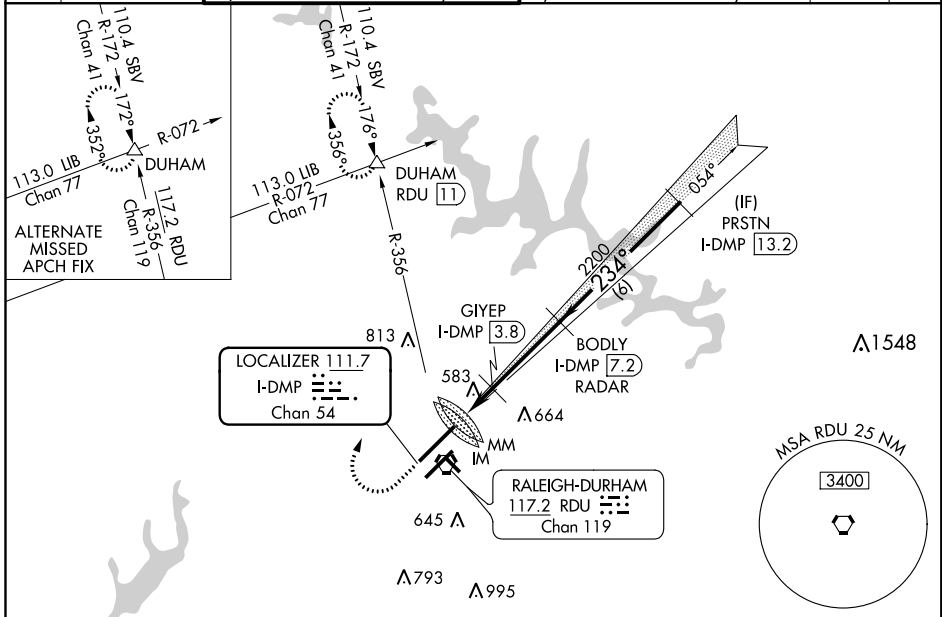 110.4 SBV
R-172
Chan 41
172°
352°
R-072
DUHAM
113.0 LIB
Chan 77
117.2 RDU
R-356
Chan 119
ALTERNATE
MISSED
APCH FIX
110.4 SBV
R-172
Chan 41
176°
356°
DUHAM
RDU 11
113.0 LIB
R-072
Chan 77
R-356
054°
(IF)
PRSTN
I-DMP 13.2
2200
234°
(6)
GIYEP
I-DMP 3.8
BODLY
I-DMP 7.2
RADAR
813
1548
LOCALIZER 111.7
I-DMP
Chan 54
583
664
MM
IM
MSA RDU 25 NM
3400
RALEIGH-DURHAM
117.2 RDU
Chan 119
645
793
995